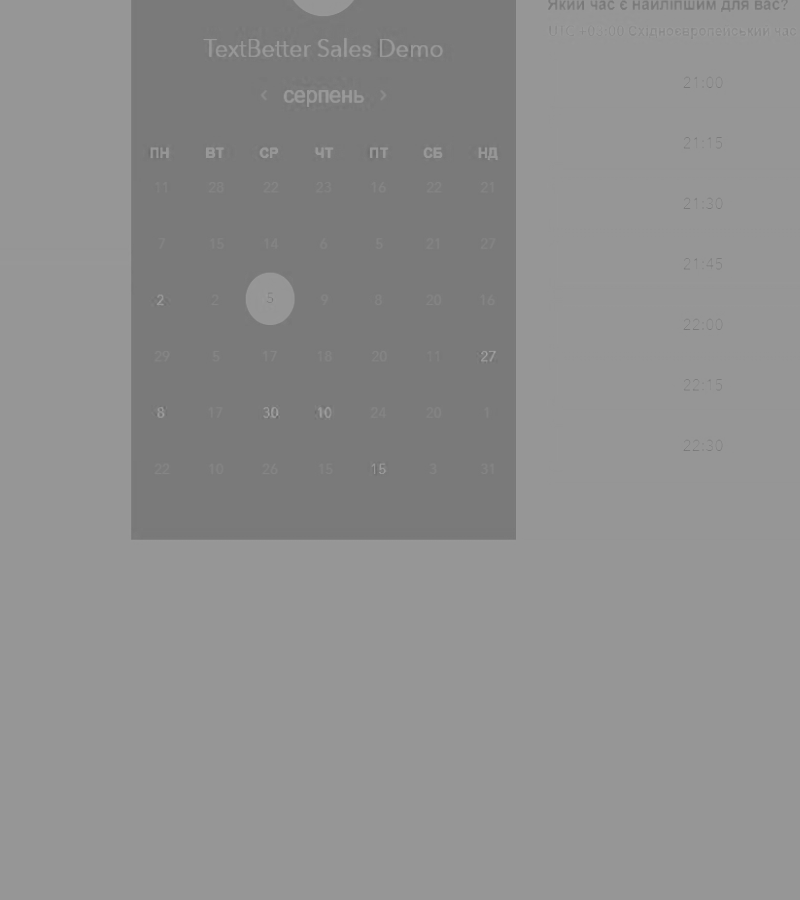 TextBetter Sales Demo
‹ серпень ›
ПН ВТ СР ЧТ ПТ СБ НД
11 28 22 23 16 22 21
7 15 14 6 5 21 27
2 2 5 9 8 20 16
29 5 17 18 20 11 27
8 17 30 10 24 20 1
22 10 26 15 15 3 31
Який час є найліпшим для вас?
Східноєвропейський час
21:00
21:15
21:30
21:45
22:00
22:15
22:30